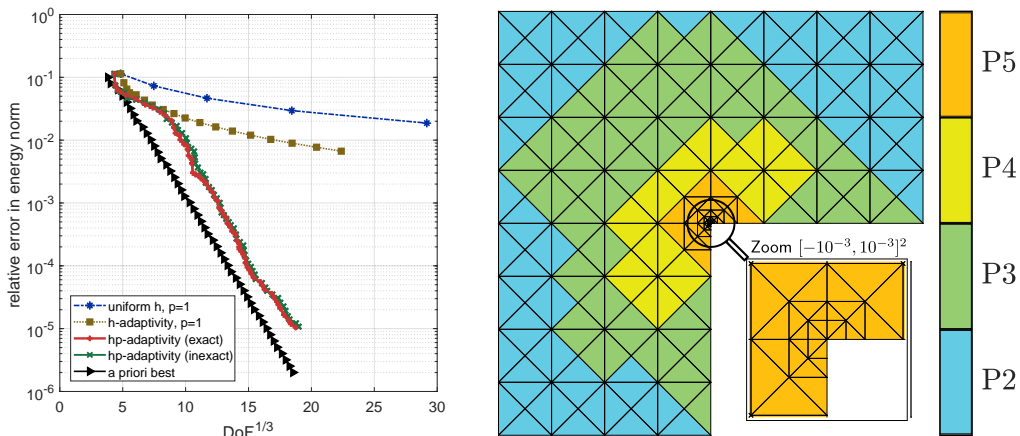 relative error in energy norm
10^0
10^-1
10^-2
10^-3
10^-4
10^-5
10^-6
0
5
10
15
20
25
30
DoF^1/3
uniform h, p=1
h-adaptivity, p=1
hp-adaptivity (exact)
hp-adaptivity (inexact)
a priori best
Zoom [−10^-3, 10^-3]^2
P5
P4
P3
P2